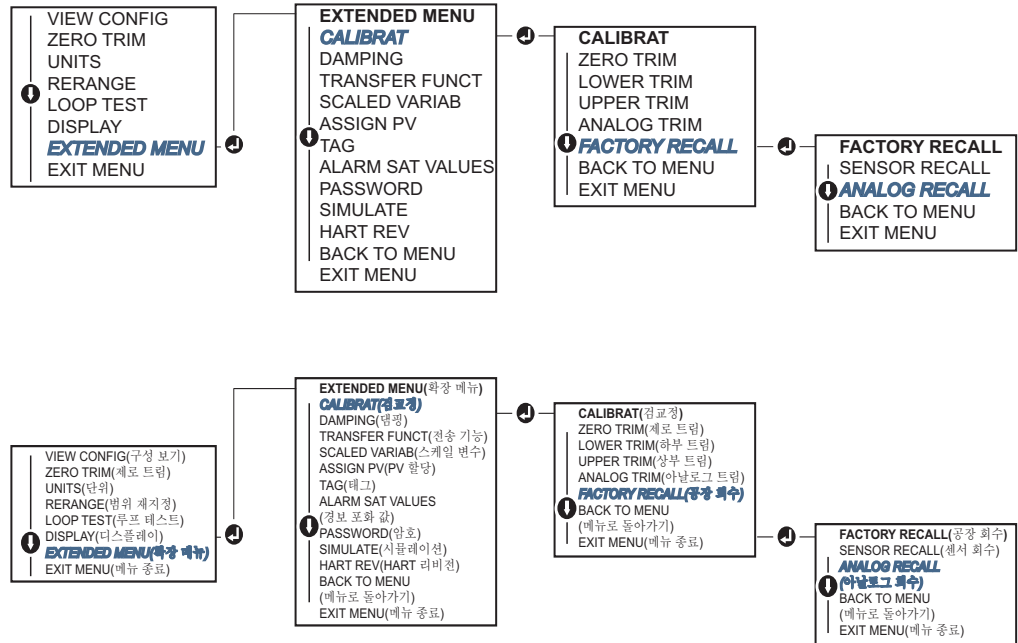 VIEW CONFIG
ZERO TRIM
UNITS
RERANGE
LOOP TEST
DISPLAY
EXTENDED MENU
EXIT MENU
EXTENDED MENU
CALIBRAT
DAMPING
TRANSFER FUNCT
SCALED VARIAB
ASSIGN PV
TAG
ALARM SAT VALUES
PASSWORD
SIMULATE
HART REV
BACK TO MENU
EXIT MENU
CALIBRAT
ZERO TRIM
LOWER TRIM
UPPER TRIM
ANALOG TRIM
FACTORY RECALL
BACK TO MENU
EXIT MENU
FACTORY RECALL
SENSOR RECALL
ANALOG RECALL
BACK TO MENU
EXIT MENU
VIEW CONFIG(구성 보기)
ZERO TRIM(제로 트림)
UNITS(단위)
RERANGE(범위 재지정)
LOOP TEST(루프 테스트)
DISPLAY(디스플레이)
EXTENDED MENU(확장 메뉴)
EXIT MENU(메뉴 종료)
EXTENDED MENU(확장 메뉴)
CALIBRAT(검교정)
DAMPING(댐핑)
TRANSFER FUNCT(전송 기능)
SCALED VARIAB(스케일 변수)
ASSIGN PV(PV 할당)
TAG(태그)
ALARM SAT VALUES
(경보 포화 값)
PASSWORD(암호)
SIMULATE(시뮬레이션)
HART REV(HART 리비전)
BACK TO MENU
(메뉴로 돌아가기)
EXIT MENU(메뉴 종료)
CALIBRAT(검교정)
ZERO TRIM(제로 트림)
LOWER TRIM(하부 트림)
UPPER TRIM(상부 트림)
ANALOG TRIM(아날로그 트림)
FACTORY RECALL(공장 회수)
BACK TO MENU
(메뉴로 돌아가기)
EXIT MENU(메뉴 종료)
FACTORY RECALL(공장 회수)
SENSOR RECALL(센서 회수)
ANALOG RECALL
(아날로그 회수)
BACK TO MENU
(메뉴로 돌아가기)
EXIT MENU(메뉴 종료)